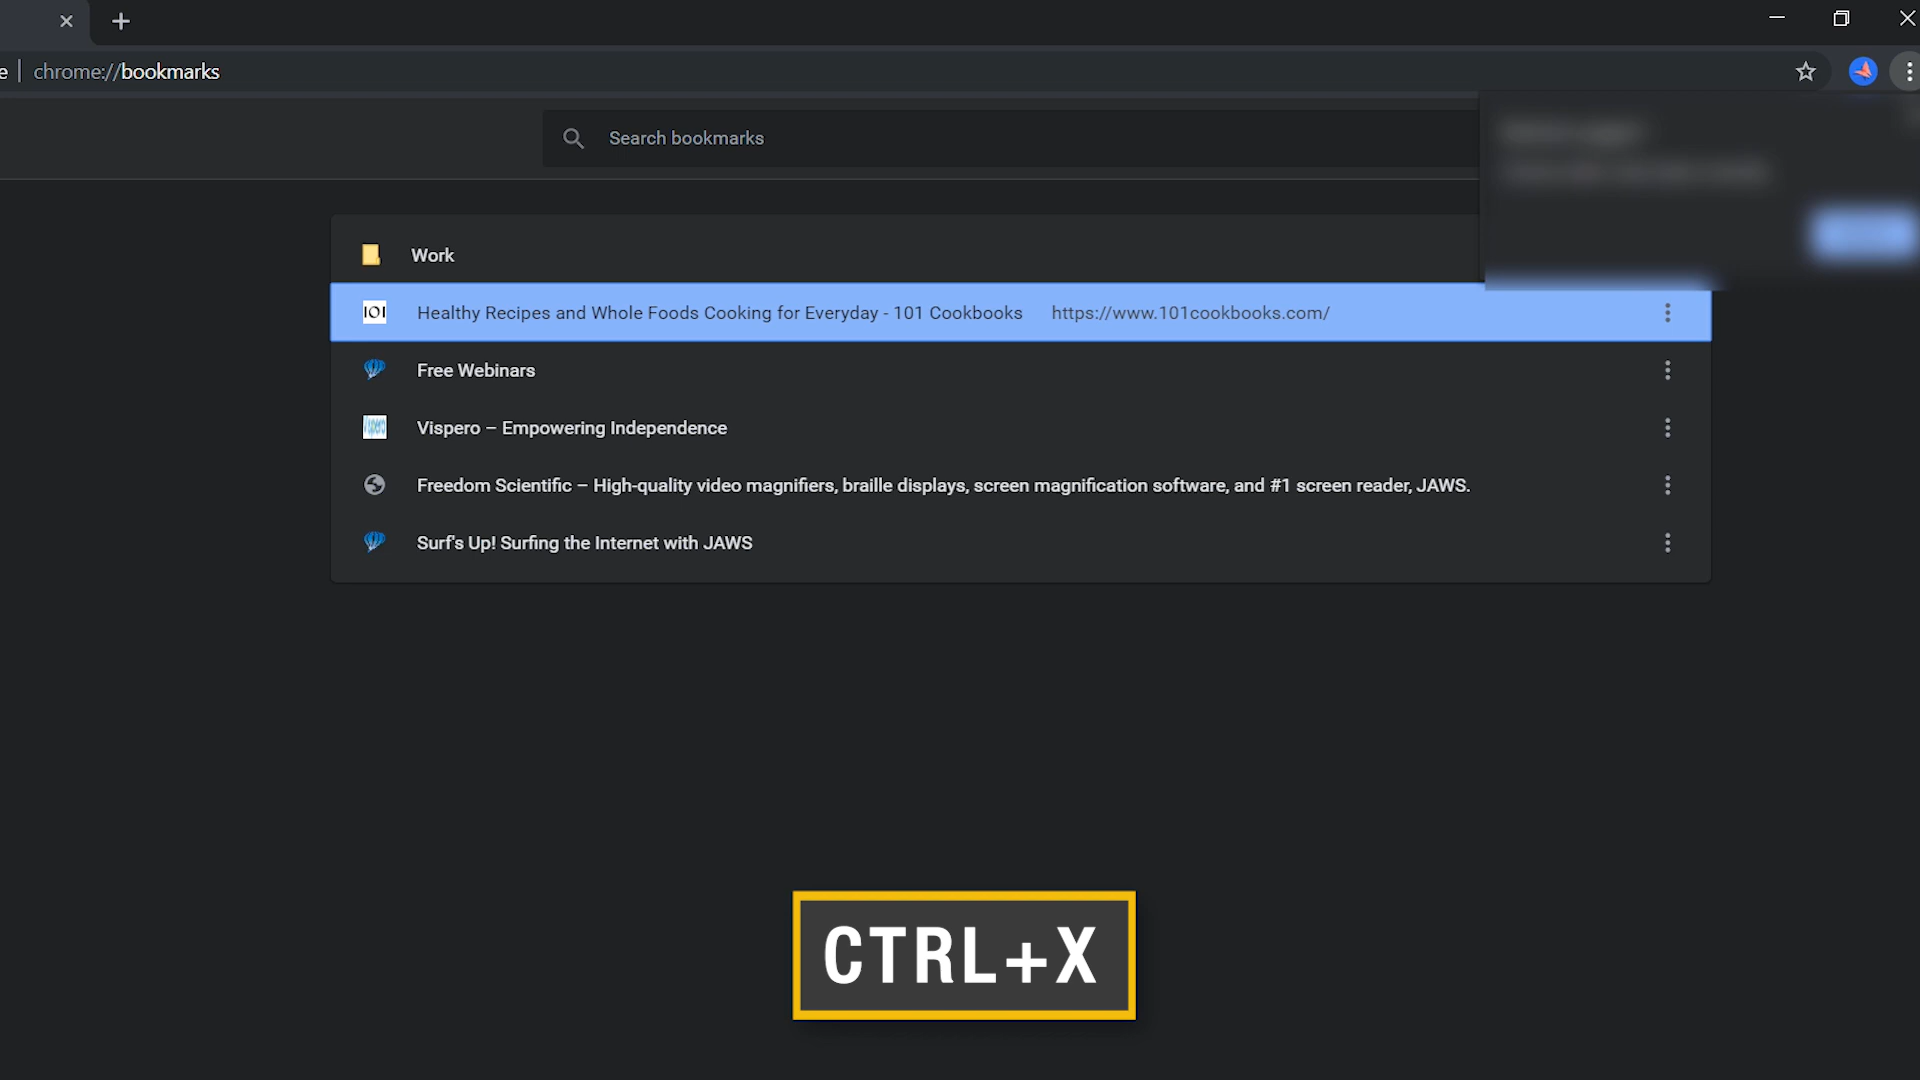 e
chrome://bookmarks
Search bookmarks
Work
101 Healthy Recipes and Whole Foods Cooking for Everyday - 101 Cookbooks https://www.101cookbooks.com/
Free Webinars
Vispero Vispero – Empowering Independence
Freedom Scientific – High-quality video magnifiers, braille displays, screen magnification software, and #1 screen reader, JAWS.
Surf's Up! Surfing the Internet with JAWS
CTRL+X